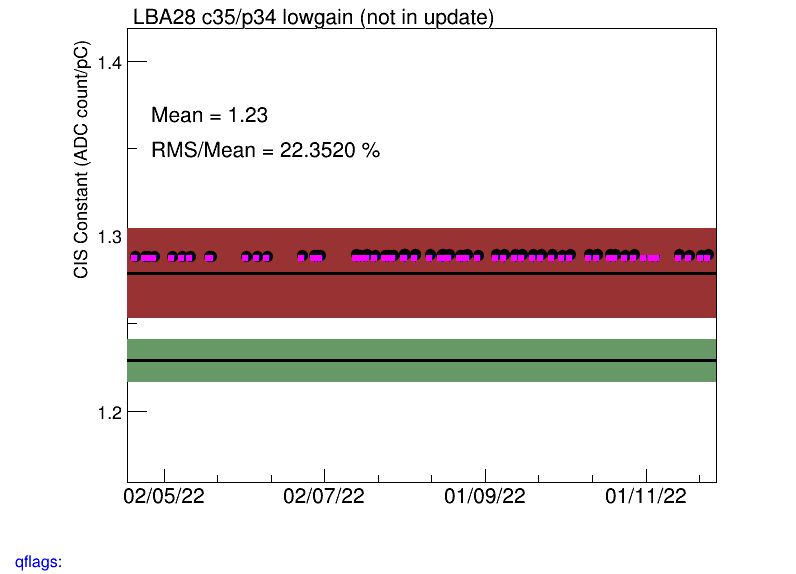 LBA28 c35/p34 lowgain (not in update)
CIS Constant (ADC count/pC)
1.4
Mean = 1.23
RMS/Mean = 22.3520 %
1.3
1.2
02/05/22 02/07/22 01/09/22 01/11/22
qflags: